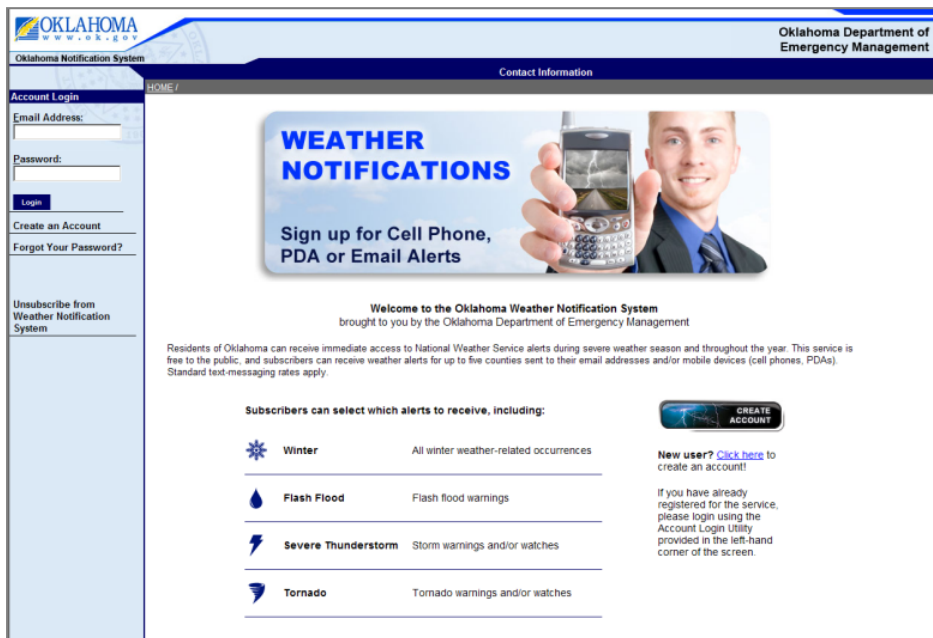 OKLAHOMA
www.ok.gov
Oklahoma Notification System
Oklahoma Department of
Emergency Management
Contact Information
HOME /
Account Login
Email Address:
Password:
Login
Create an Account
Forgot Your Password?
Unsubscribe from
Weather Notification
System
WEATHER
NOTIFICATIONS
Sign up for Cell Phone,
PDA or Email Alerts
Welcome to the Oklahoma Weather Notification System
brought to you by the Oklahoma Department of Emergency Management
Residents of Oklahoma can receive immediate access to National Weather Service alerts during severe weather season and throughout the year. This service is
free to the public, and subscribers can receive weather alerts for up to five counties sent to their email addresses and/or mobile devices (cell phones, PDAs).
Standard text-messaging rates apply.
Subscribers can select which alerts to receive, including:
Winter All winter weather-related occurrences
Flash Flood Flash flood warnings
Severe Thunderstorm Storm warnings and/or watches
Tornado Tornado warnings and/or watches
CREATE
ACCOUNT
New user? Click here to
create an account!
If you have already
registered for the service,
please login using the
Account Login Utility
provided in the left-hand
corner of the screen.